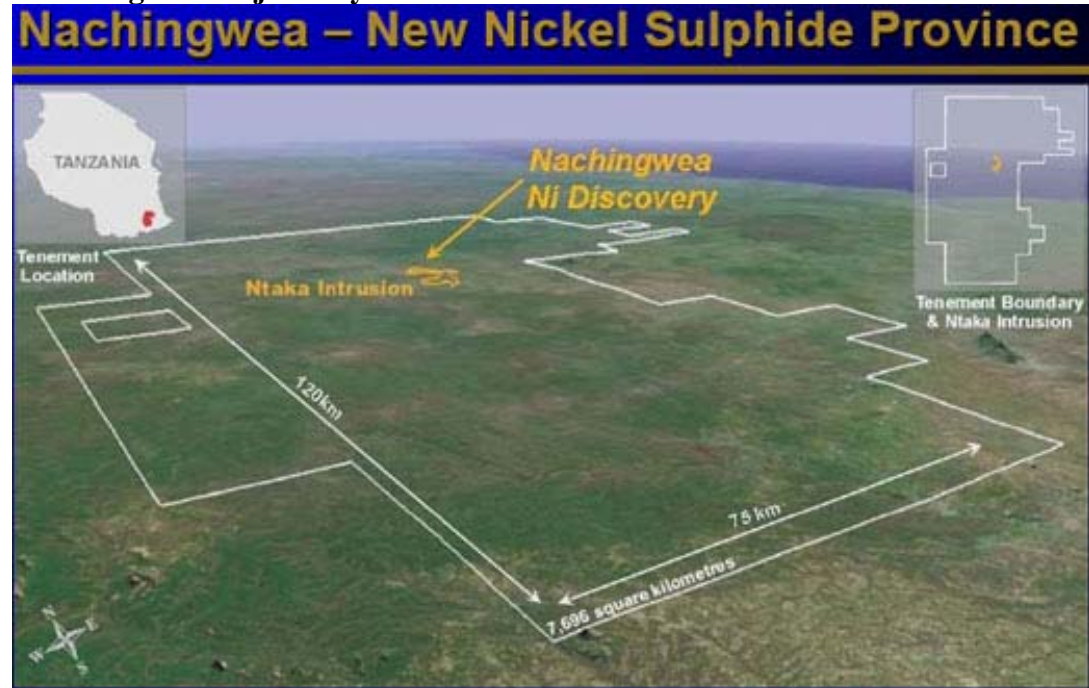 Nachingwea – New Nickel Sulphide Province
TANZANIA
Tenement
Location
Nachingwea
Ni Discovery
Ntaka Intrusion
Tenement Boundary
& Ntaka Intrusion
120km
75 km
7,696 square kilometres
N
E
W
S